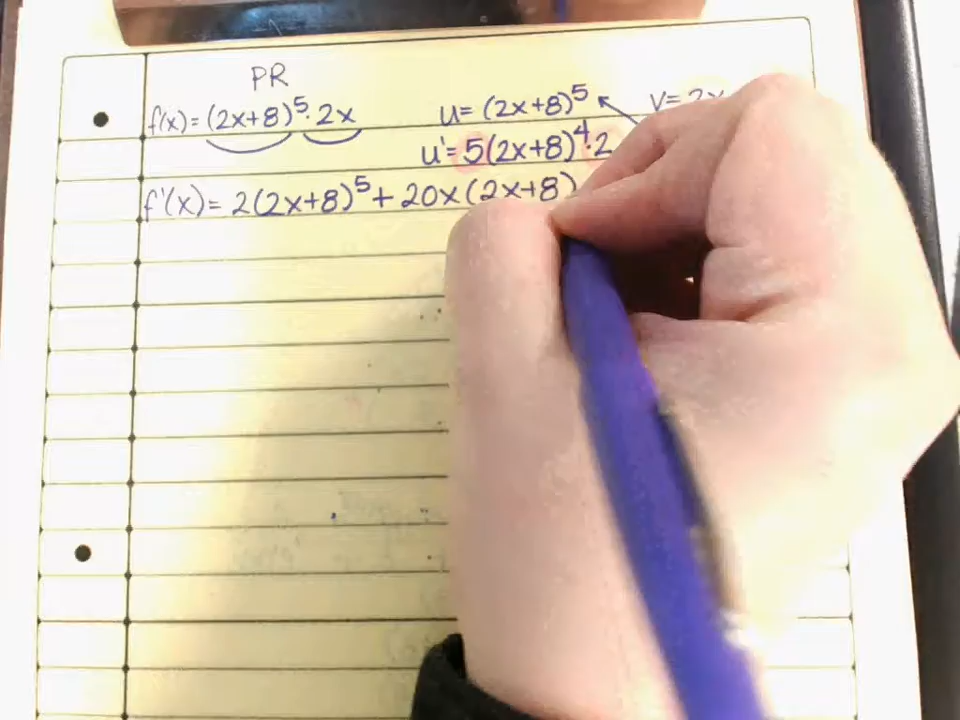 PR
f(x)= (2x+8)⁵·2x u= (2x+8)⁵ v= 2x
u'= 5(2x+8)⁴·2
f'(x)= 2(2x+8)⁵+ 20x(2x+8)